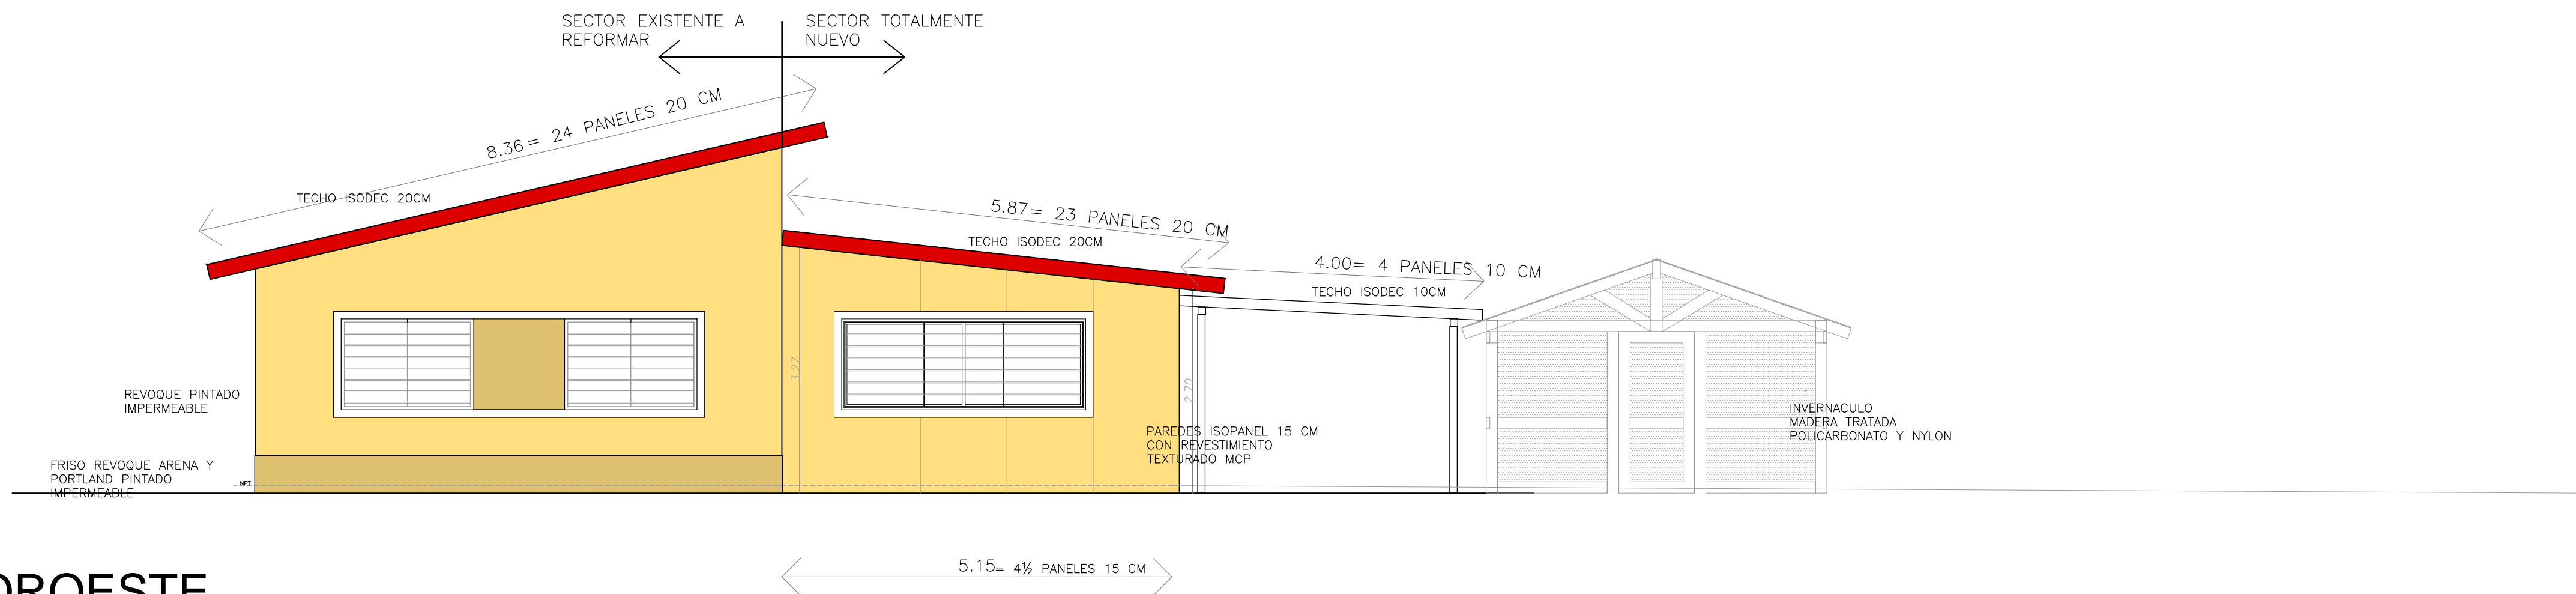 SECTOR EXISTENTE A
REFORMAR
SECTOR TOTALMENTE
NUEVO
8.36= 24 PANELES 20 CM
TECHO ISODEC 20CM
5.87= 23 PANELES 20 CM
TECHO ISODEC 20CM
4.00= 4 PANELES 10 CM
TECHO ISODEC 10CM
3.27
2.70
REVOQUE PINTADO
IMPERMEABLE
INVERNACULO
MADERA TRATADA
POLICARBONATO Y NYLON
PAREDES ISOPANEL 15 CM
CON REVESTIMIENTO
TEXTURADO MCP
FRISO REVOQUE ARENA Y
PORTLAND PINTADO
IMPERMEABLE
NPT.
5.15= 4½ PANELES 15 CM
OROESTE